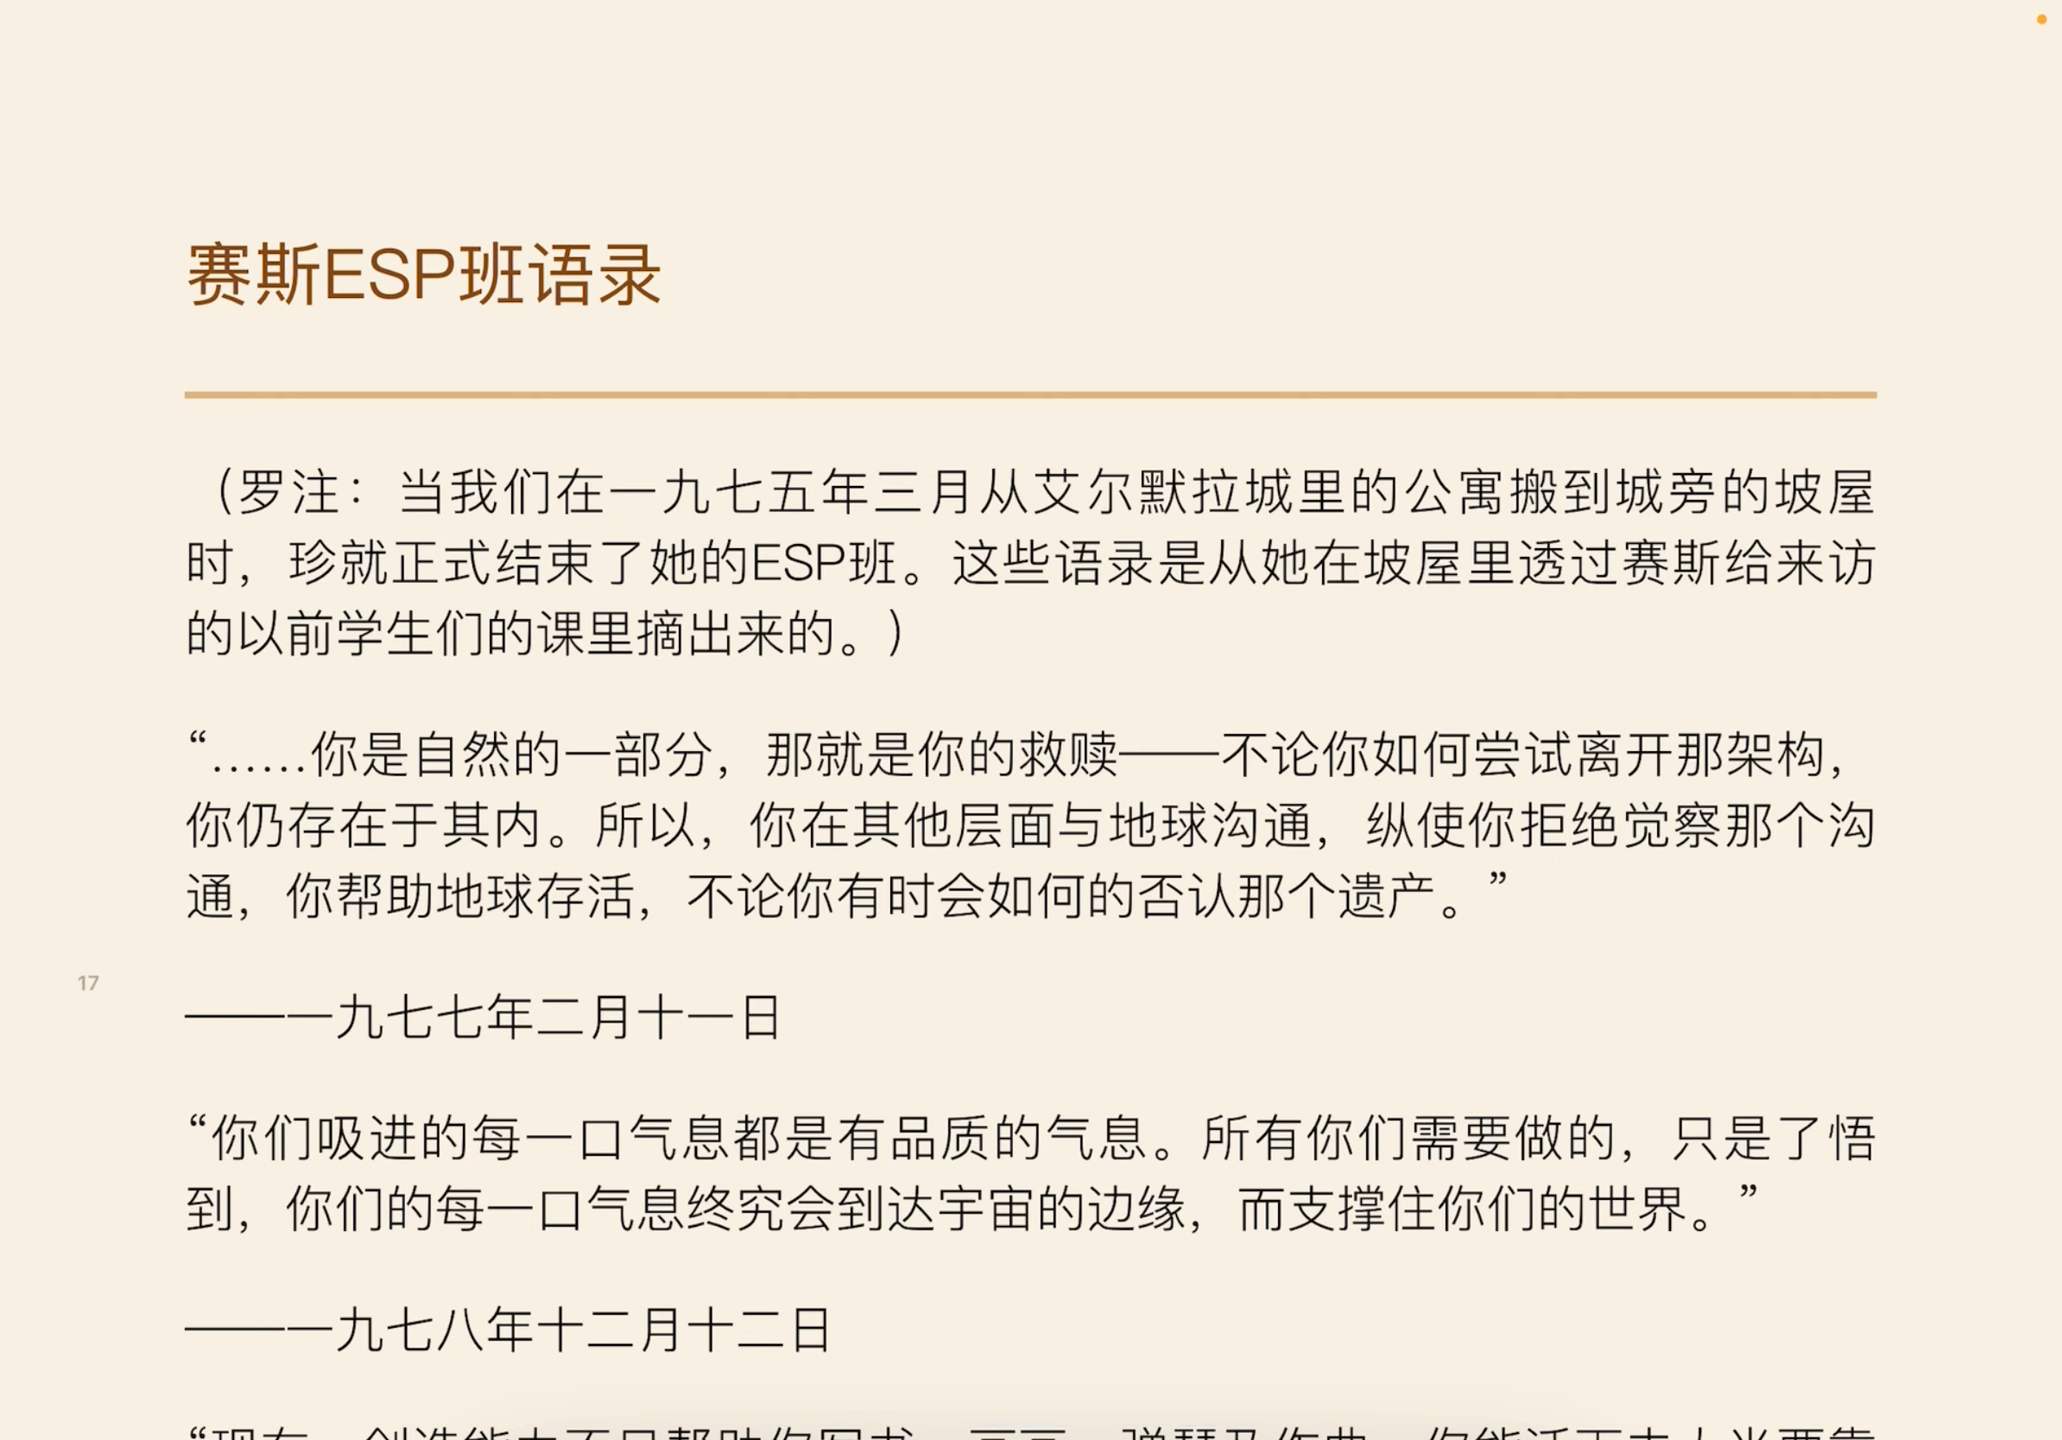 赛斯ESP班语录
（罗注：当我们在一九七五年三月从艾尔默拉城里的公寓搬到城旁的坡屋
时，珍就正式结束了她的ESP班。这些语录是从她在坡屋里透过赛斯给来访
的以前学生们的课里摘出来的。）
“……你是自然的一部分，那就是你的救赎——不论你如何尝试离开那架构，
你仍存在于其内。所以，你在其他层面与地球沟通，纵使你拒绝觉察那个沟
通，你帮助地球存活，不论你有时会如何的否认那个遗产。”
17
——一九七七年二月十一日
“你们吸进的每一口气息都是有品质的气息。所有你们需要做的，只是了悟
到，你们的每一口气息终究会到达宇宙的边缘，而支撑住你们的世界。”
——一九七八年十二月十二日